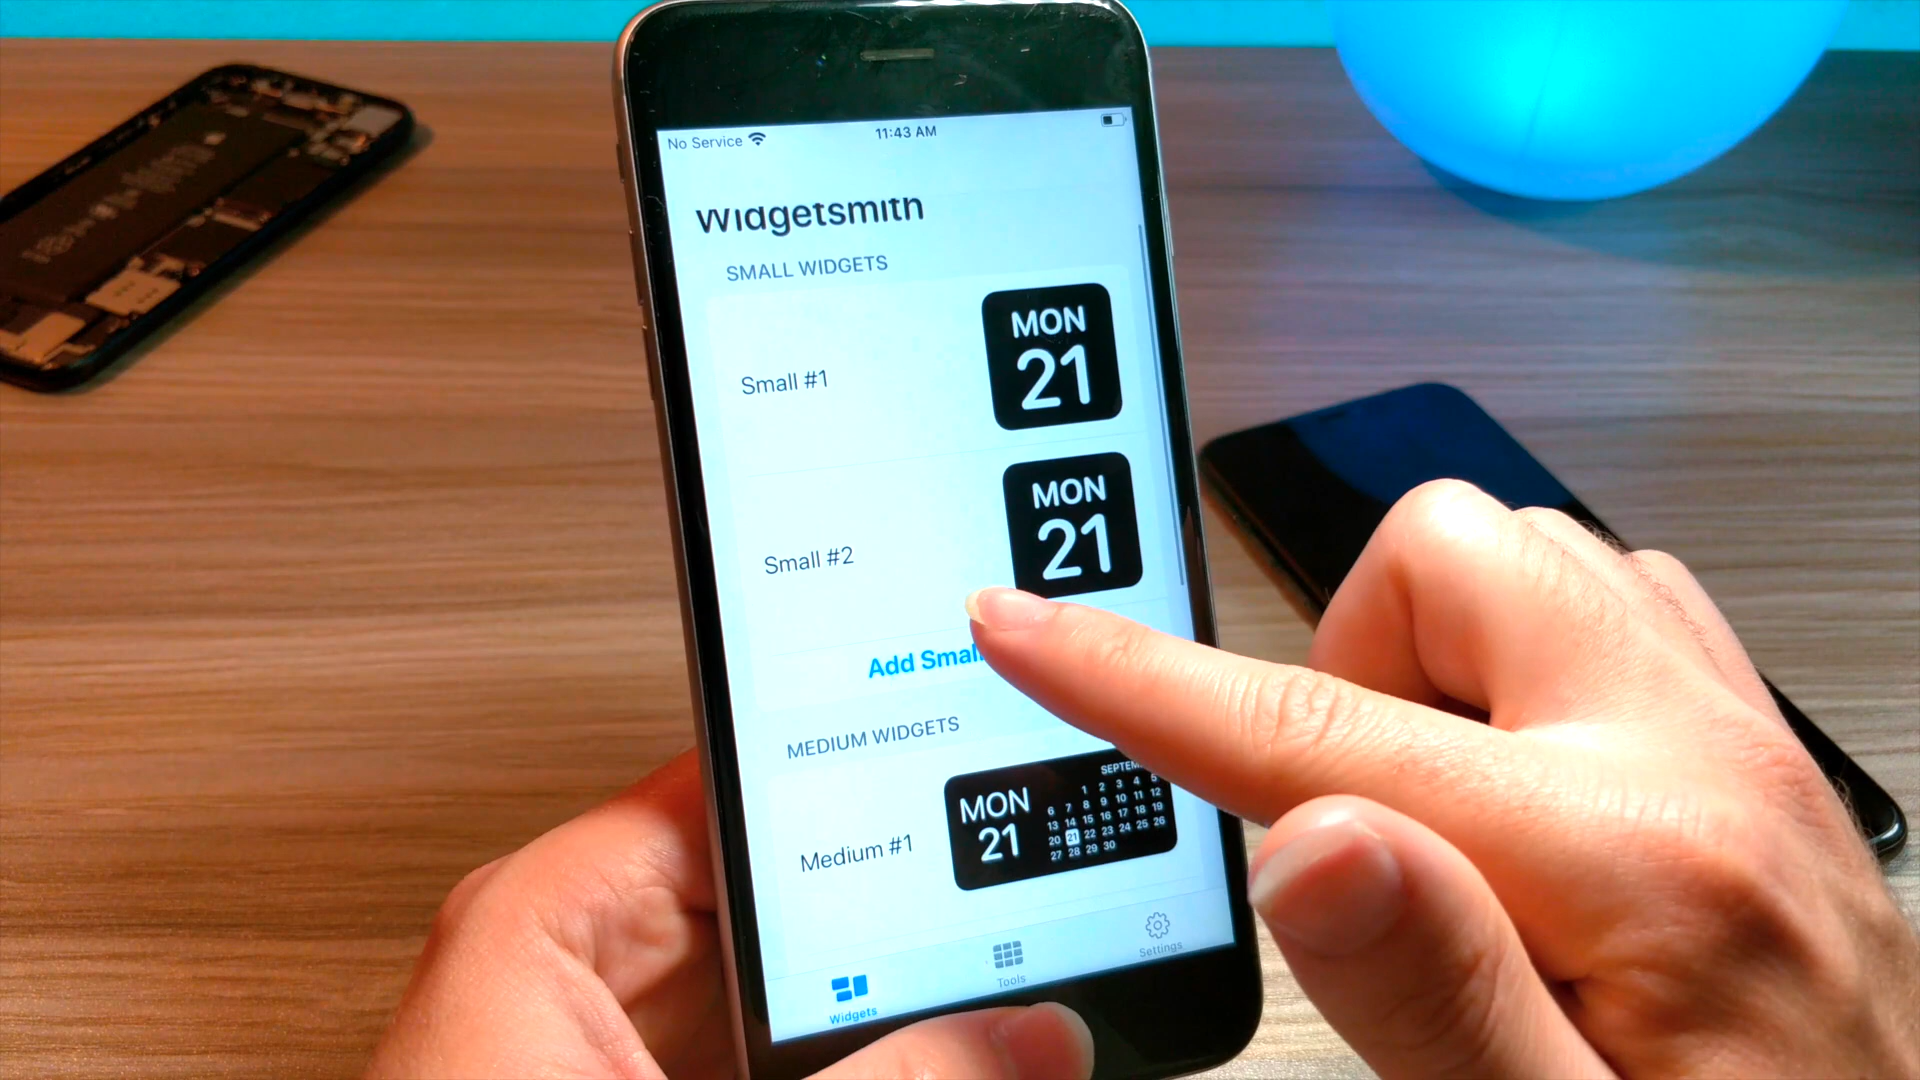 No Service
11:43 AM
Widgetsmith
SMALL WIDGETS
Small #1
MON
21
Small #2
MON
21
Add Small
MEDIUM WIDGETS
Medium #1
MON
21
SEPTEM
1 2 3 4 5
6 7 8 9 10 11 12
13 14 15 16 17 18 19
20 21 22 23 24 25 26
27 28 29 30
Widgets
Tools
Settings